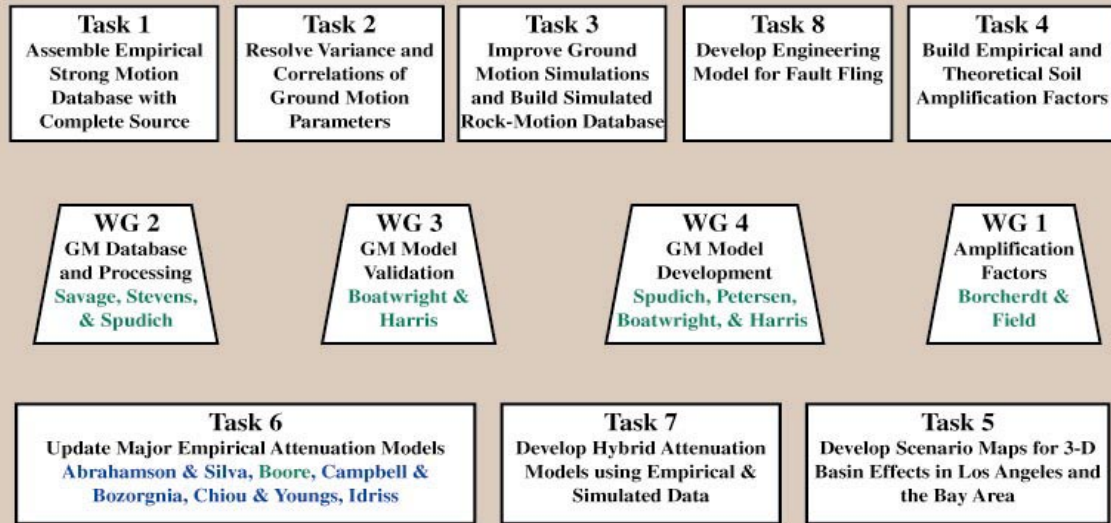 Task 1
Assemble Empirical
Strong Motion
Database with
Complete Source
Task 2
Resolve Variance and
Correlations of
Ground Motion
Parameters
Task 3
Improve Ground
Motion Simulations
and Build Simulated
Rock-Motion Database
Task 8
Develop Engineering
Model for Fault Fling
Task 4
Build Empirical and
Theoretical Soil
Amplification Factors
WG 2
GM Database
and Processing
Savage, Stevens,
& Spudich
WG 3
GM Model
Validation
Boatwright &
Harris
WG 4
GM Model
Development
Spudich, Petersen,
Boatwright, & Harris
WG 1
Amplification
Factors
Borcherdt &
Field
Task 6
Update Major Empirical Attenuation Models
Abrahamson & Silva, Boore, Campbell &
Bozorgnia, Chiou & Youngs, Idriss
Task 7
Develop Hybrid Attenuation
Models using Empirical &
Simulated Data
Task 5
Develop Scenario Maps for 3-D
Basin Effects in Los Angeles and
the Bay Area